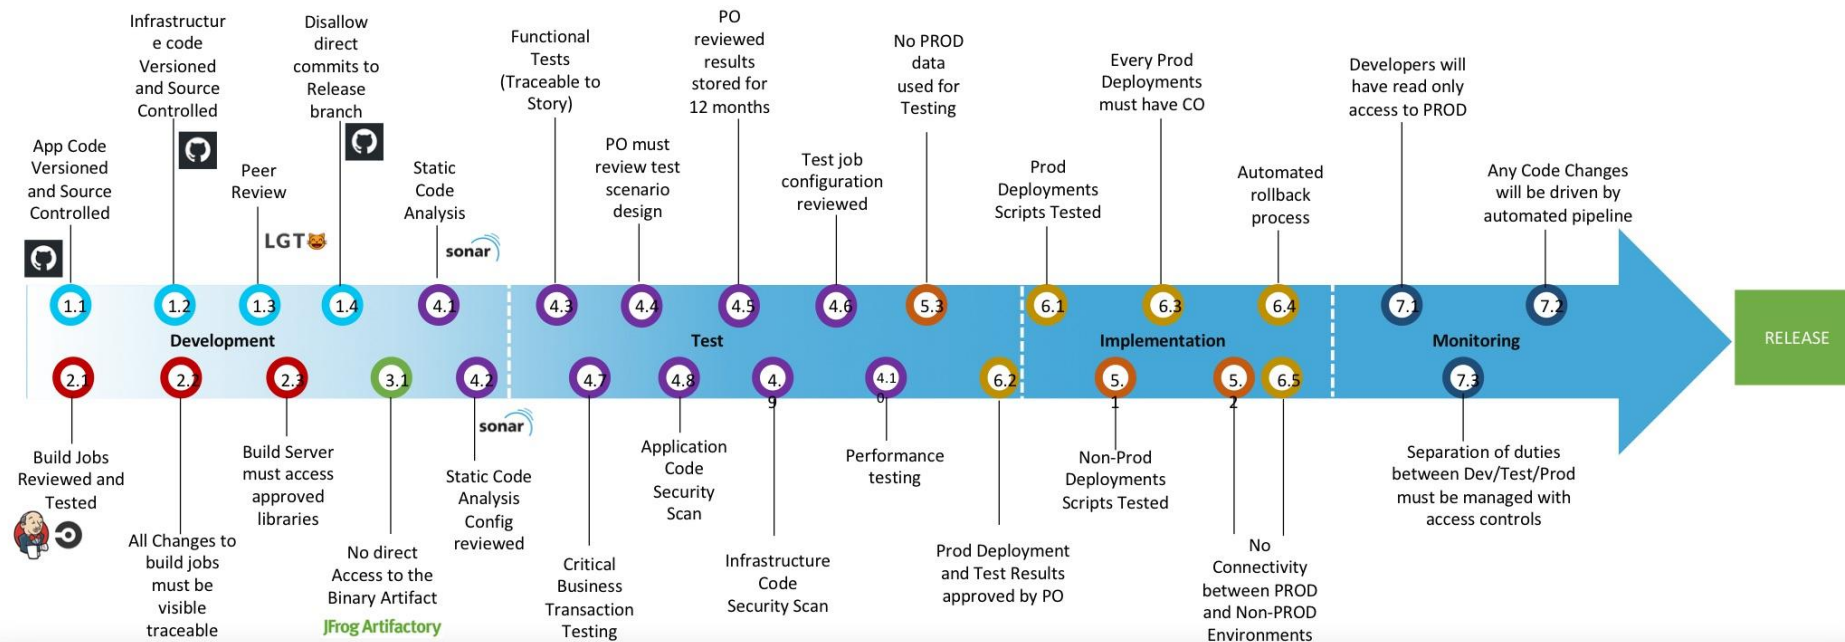 App Code
Versioned
and Source
Controlled
Infrastructur
e code
Versioned
and Source
Controlled
Peer
Review
LGT
Disallow
direct
commits to
Release
branch
Static
Code
Analysis
sonar
Functional
Tests
(Traceable to
Story)
PO must
review test
scenario
design
PO
reviewed
results
stored for
12 months
Test job
configuration
reviewed
No PROD
data
used for
Testing
Prod
Deployments
Scripts Tested
Every Prod
Deployments
must have CO
Automated
rollback
process
Developers will
have read only
access to PROD
Any Code Changes
will be driven by
automated pipeline
1.1
1.2
1.3
1.4
4.1
4.3
4.4
4.5
4.6
5.3
6.1
6.3
6.4
7.1
7.2
Development
Test
Implementation
Monitoring
RELEASE
2.1
2.2
2.3
3.1
4.2
4.7
4.8
4.
9
4.1
0
6.2
5.
1
5.
2
6.5
7.3
Build Jobs
Reviewed and
Tested
All Changes to
build jobs
must be
visible
traceable
Build Server
must access
approved
libraries
No direct
Access to the
Binary Artifact
JFrog Artifactory
sonar
Static Code
Analysis
Config
reviewed
Critical
Business
Transaction
Testing
Application
Code
Security
Scan
Infrastructure
Code
Security Scan
Performance
testing
Prod Deployment
and Test Results
approved by PO
Non-Prod
Deployments
Scripts Tested
No
Connectivity
between PROD
and Non-PROD
Environments
Separation of duties
between Dev/Test/Prod
must be managed with
access controls